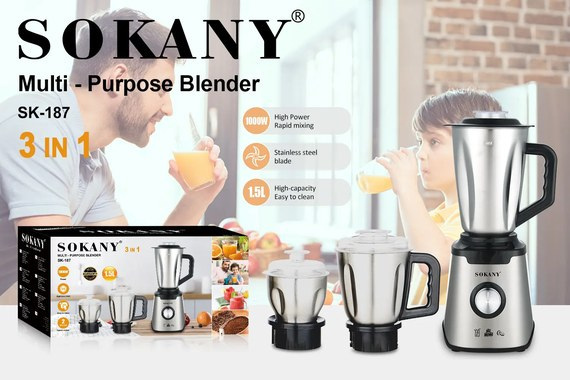 SOKANY®
Multi - Purpose Blender
SK-187
3 IN 1
1000W
High Power
Rapid mixing
Stainless steel
blade
1.5L
High-capacity
Easy to clean
SOKANY® 3 IN 1
MULTI - PURPOSE BLENDER
SK-187
SOKANY